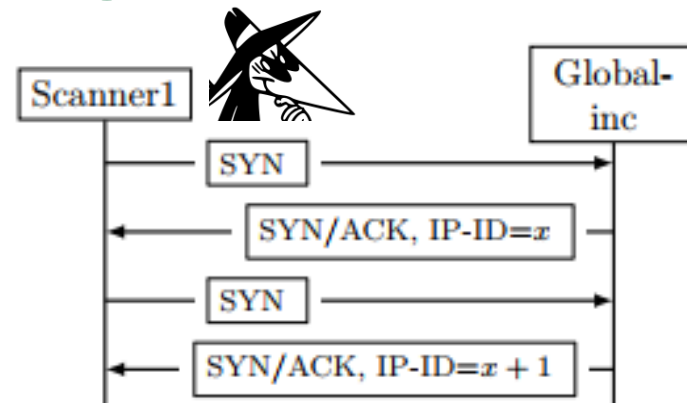 Scanner1
Global-
inc
SYN
SYN/ACK, IP-ID=x
SYN
SYN/ACK, IP-ID=x + 1